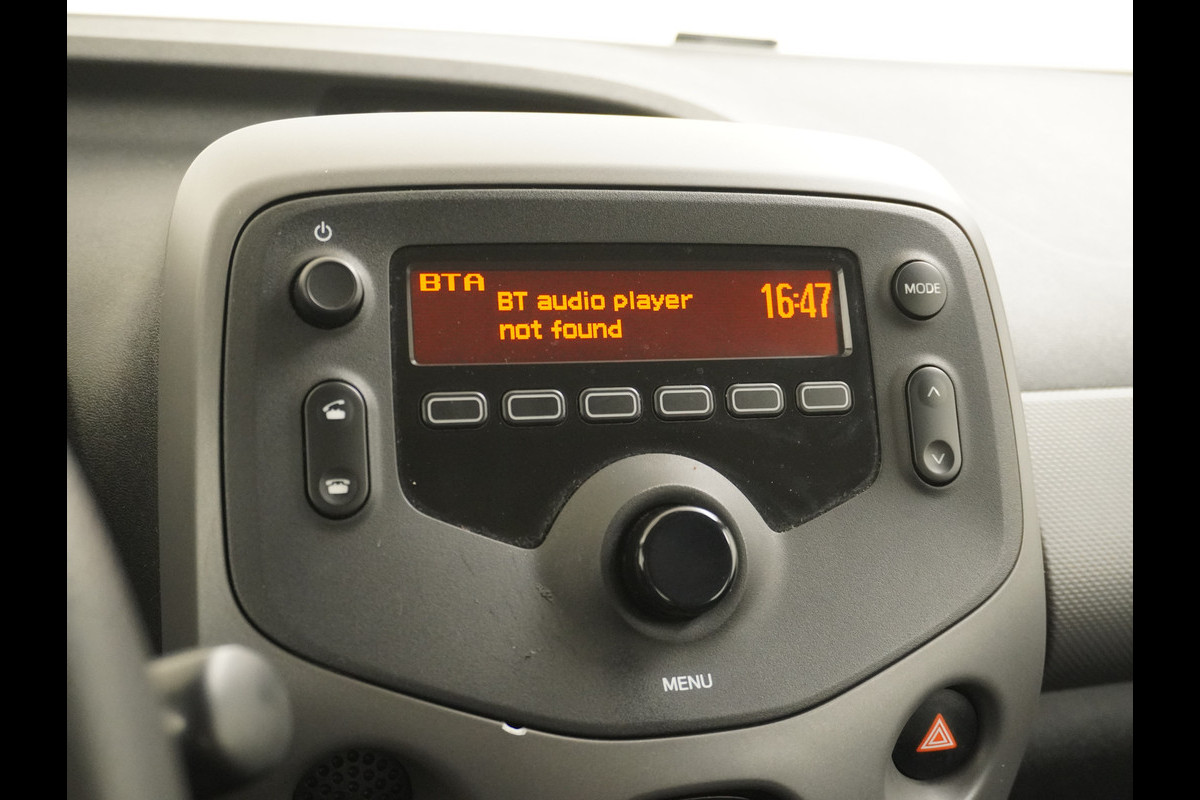 BTA
BT audio player
not found
16:47
MODE
MENU